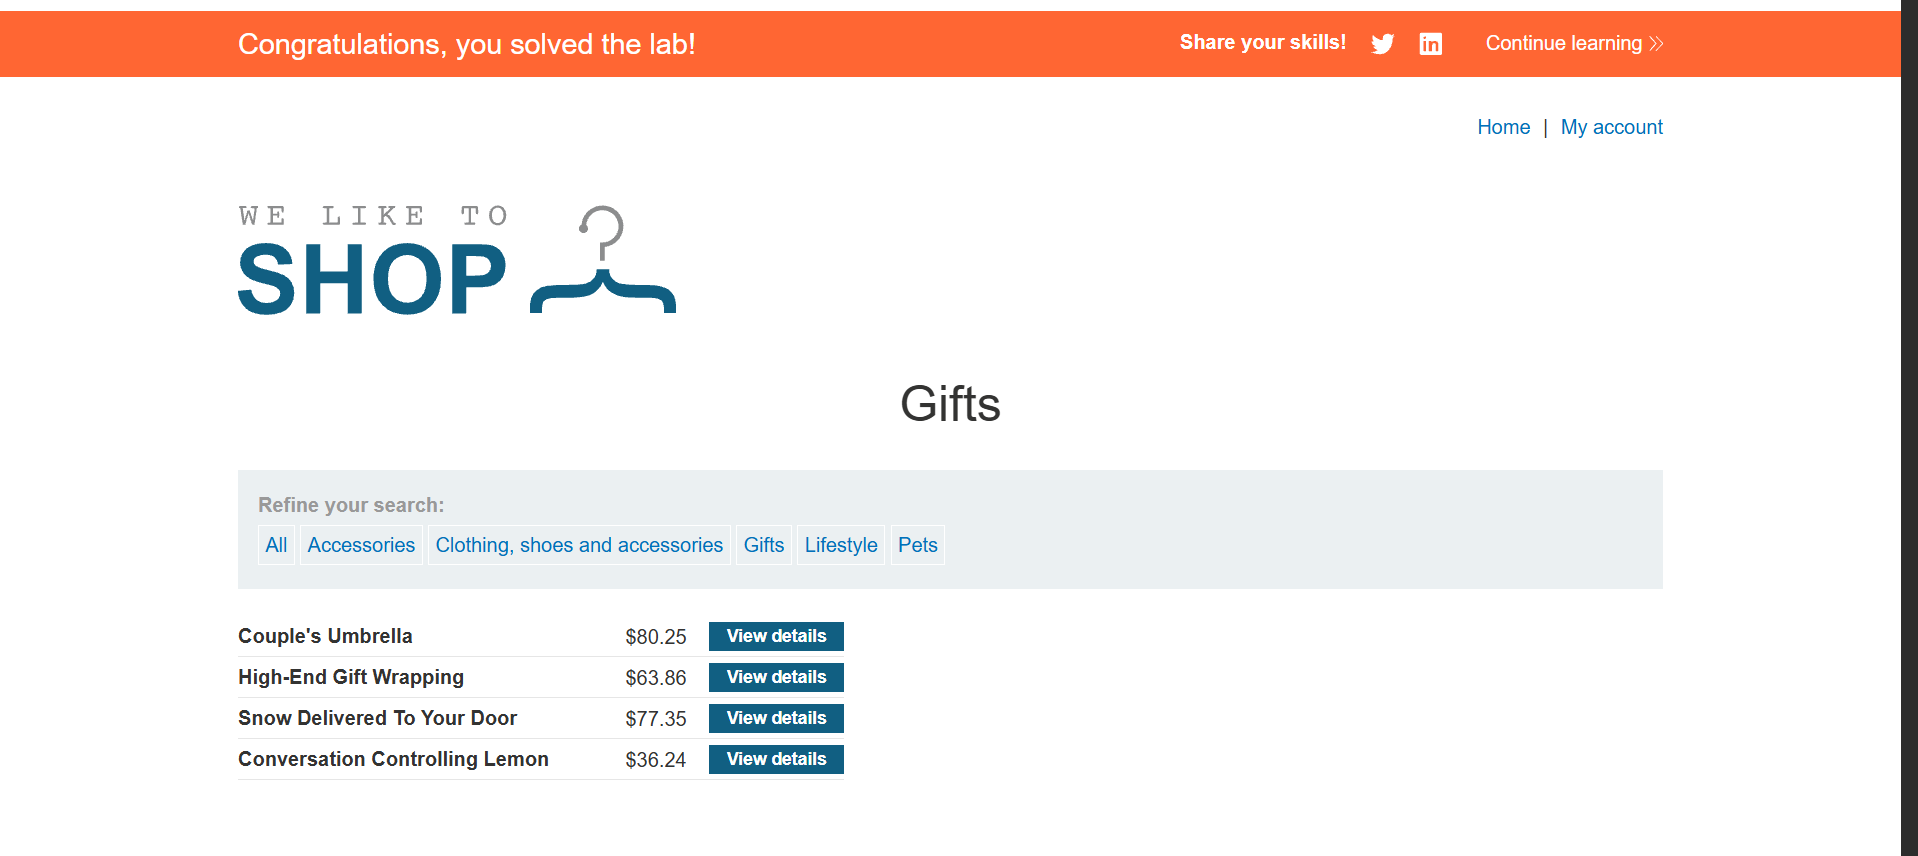 Congratulations, you solved the lab!
Share your skills!
Continue learning
Home | My account
WE LIKE TO
SHOP
Gifts
Refine your search:
All Accessories Clothing, shoes and accessories Gifts Lifestyle Pets
Couple's Umbrella $80.25 View details
High-End Gift Wrapping $63.86 View details
Snow Delivered To Your Door $77.35 View details
Conversation Controlling Lemon $36.24 View details